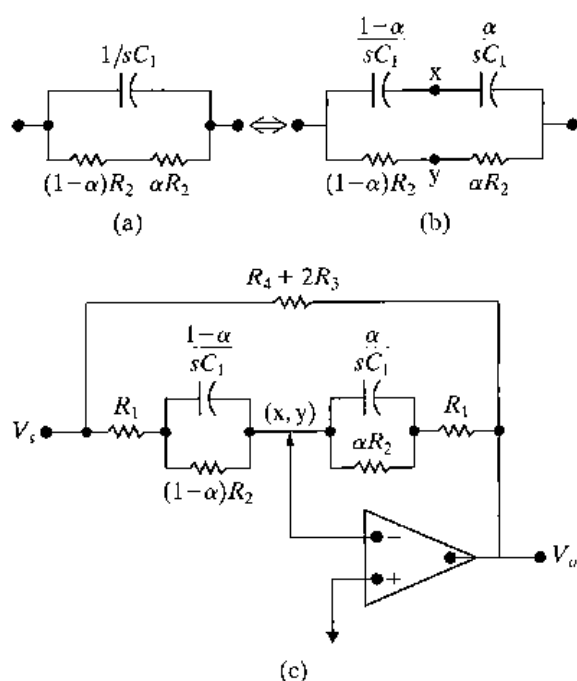 1/sC₁
(1−α)R₂ αR₂
(a)
1−α
sC₁
x
α
sC₁
(1−α)R₂
y
αR₂
(b)
R₄ + 2R₃
1−α
sC₁
α
sC₁
Vₛ
R₁
(x, y)
R₁
(1−α)R₂
αR₂
−
+
Vₒ
(c)